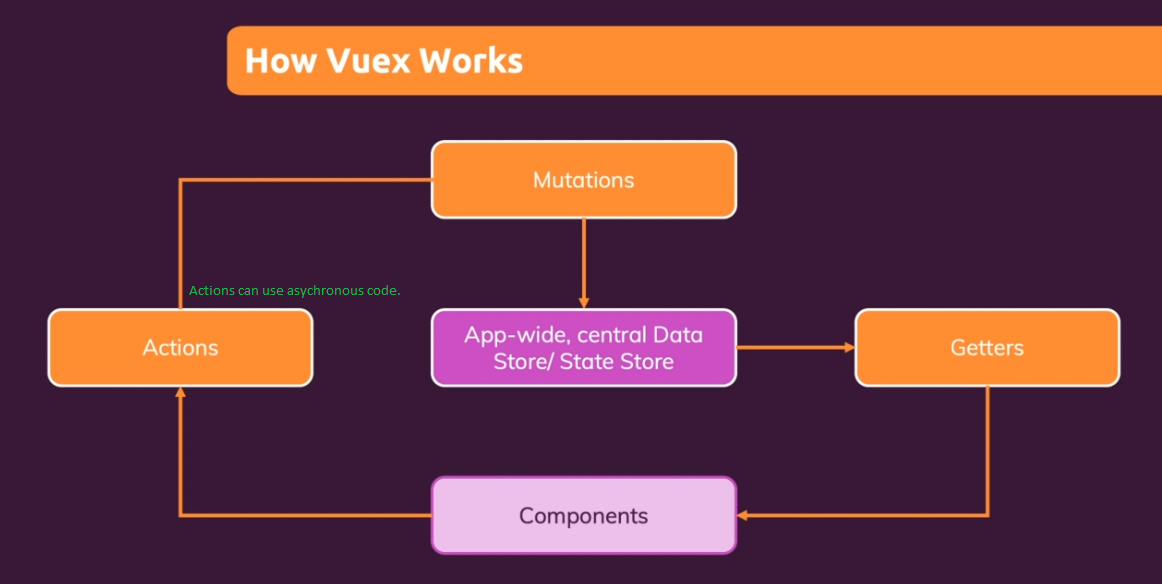 How Vuex Works
Mutations
Actions can use asychronous code.
Actions
App-wide, central Data
Store/ State Store
Getters
Components